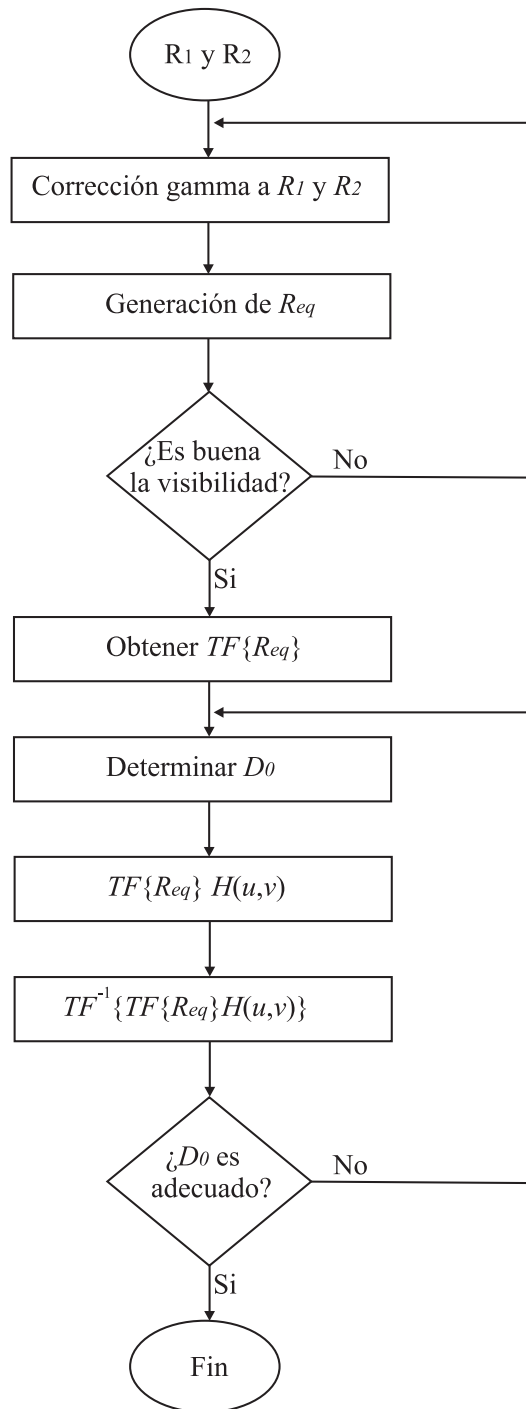 R1 y R2
Corrección gamma a R1 y R2
Generación de Req
¿Es buena
la visibilidad?
No
Si
Obtener TF{Req}
Determinar D0
TF{Req} H(u,v)
TF-1{TF{Req}H(u,v)}
¿D0 es
adecuado?
No
Si
Fin